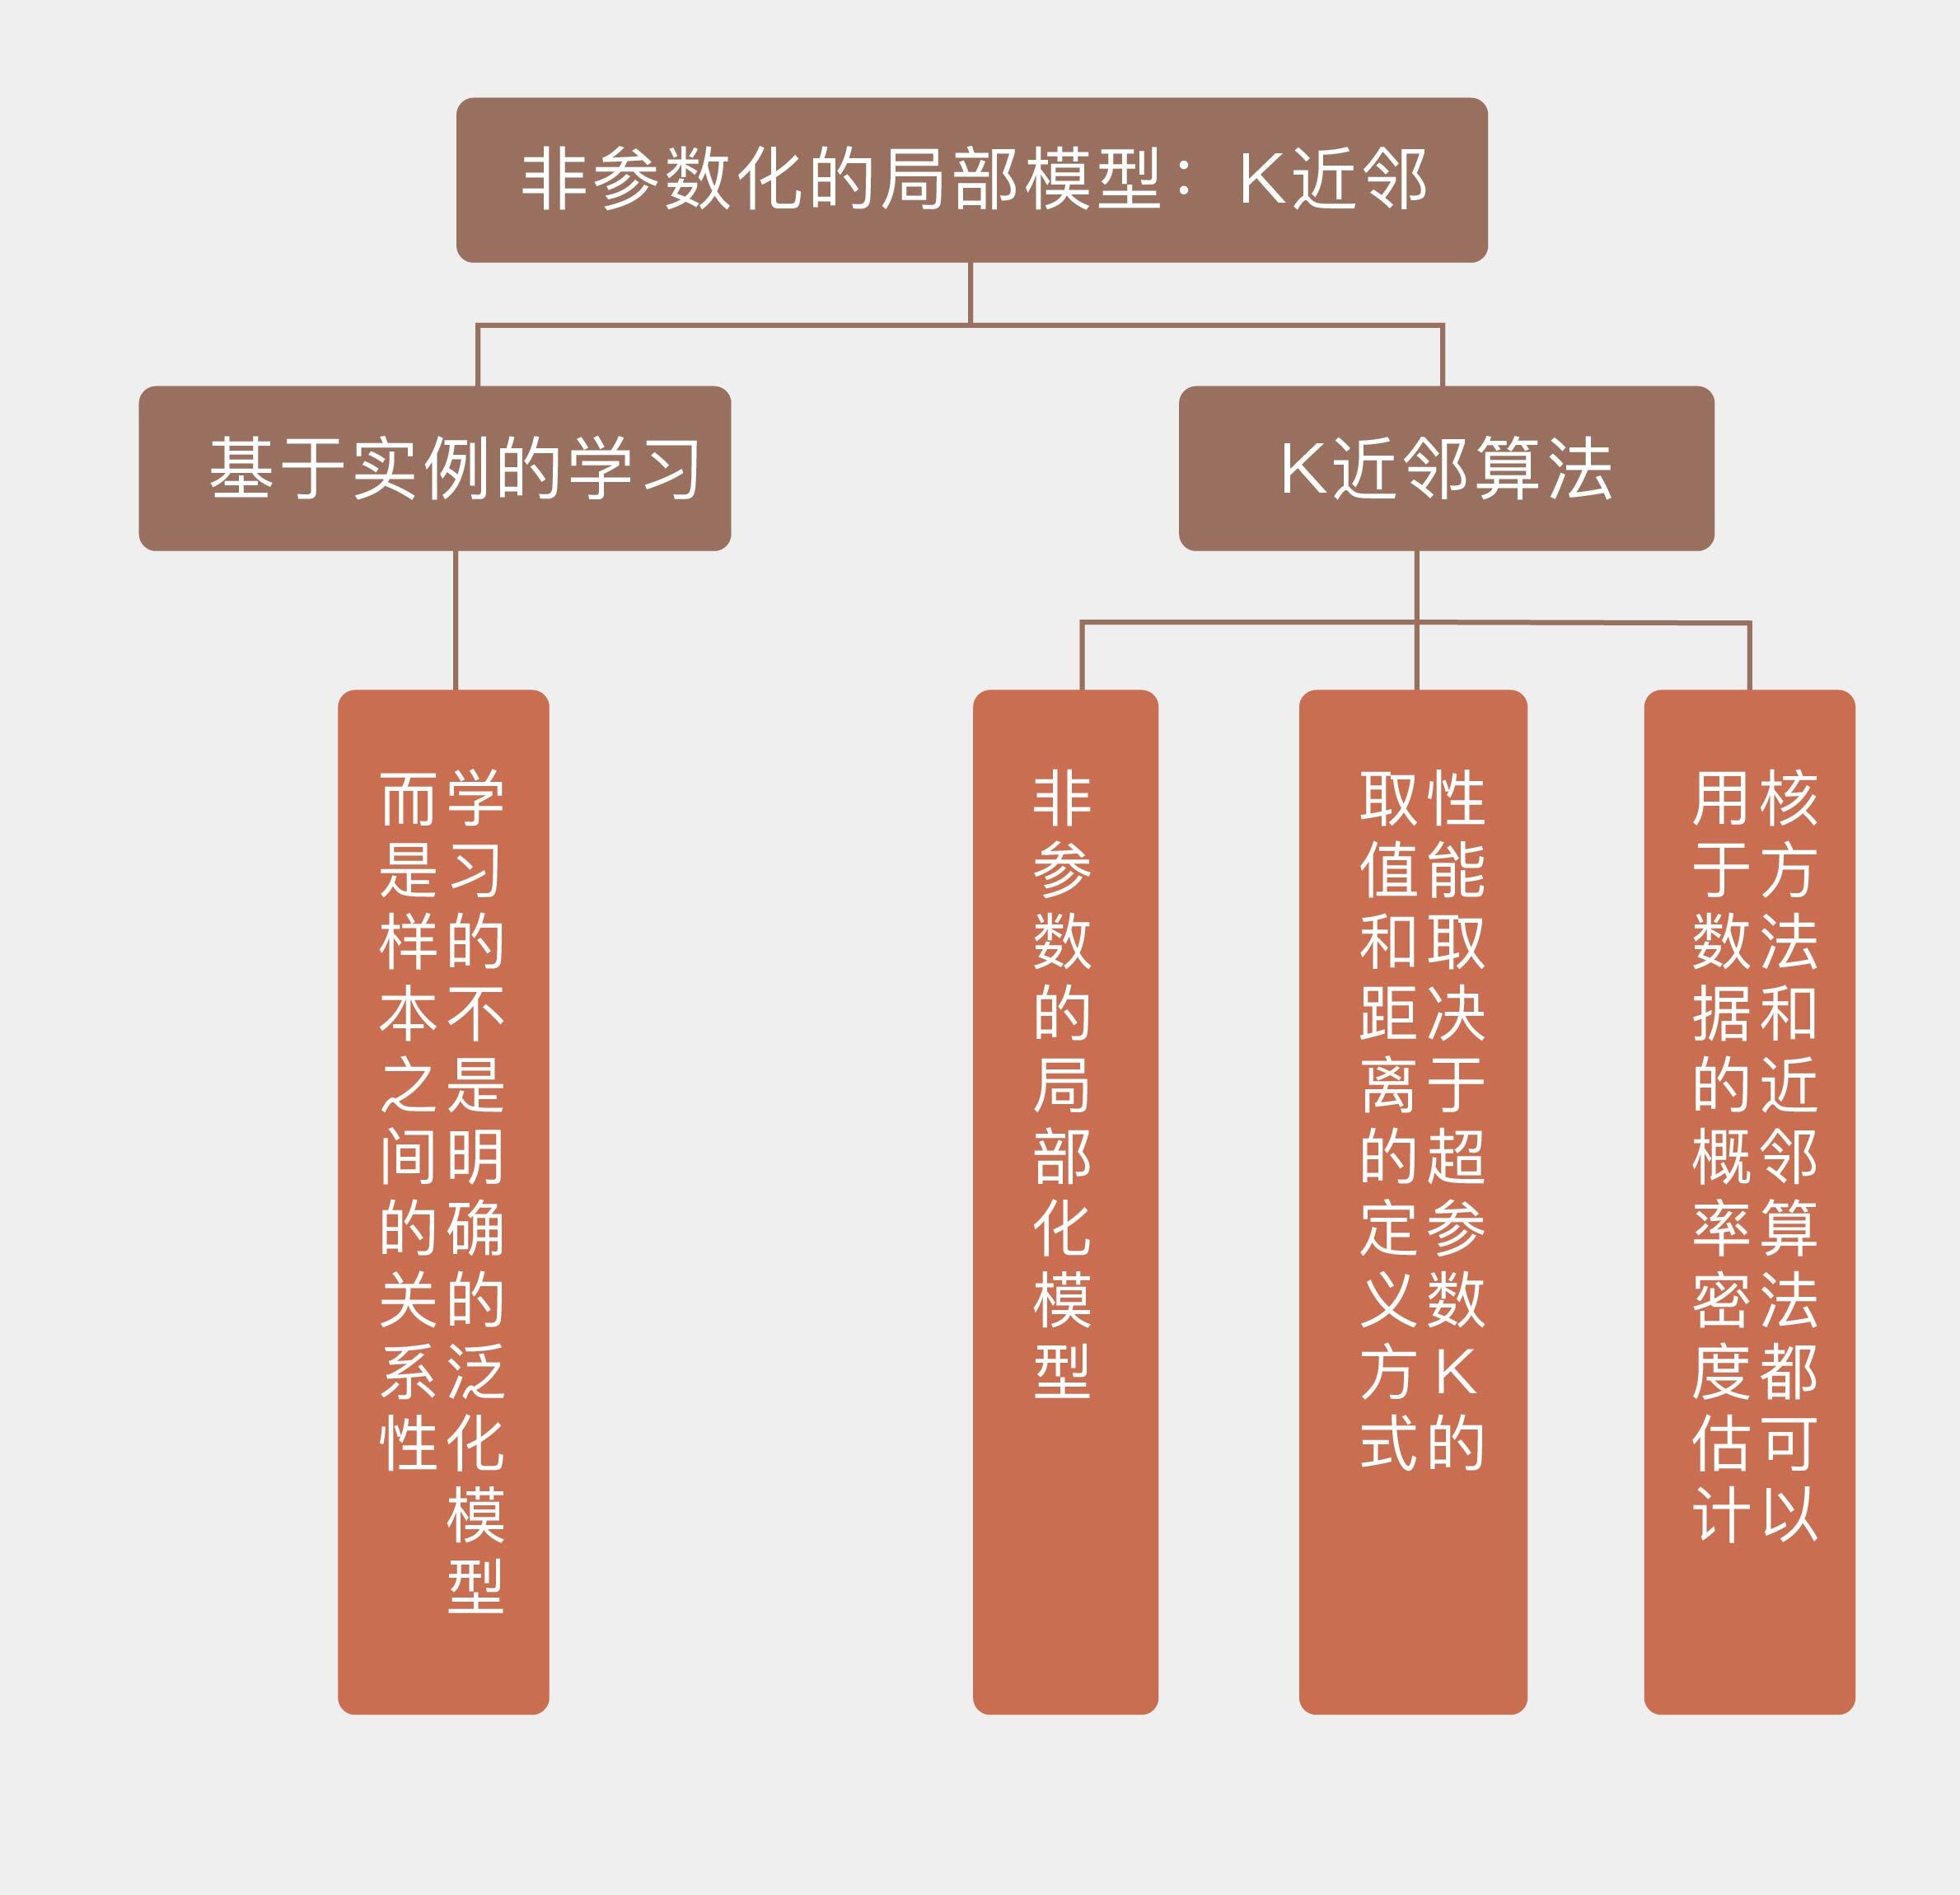 非参数化的局部模型：K近邻
基于实例的学习
K近邻算法
学习的不是明确的泛化模型
而是样本之间的关系性
非参数的局部化模型
性能取决于超参数K的
取值和距离的定义方式
核方法和近邻算法都可以
用于数据的概率密度估计